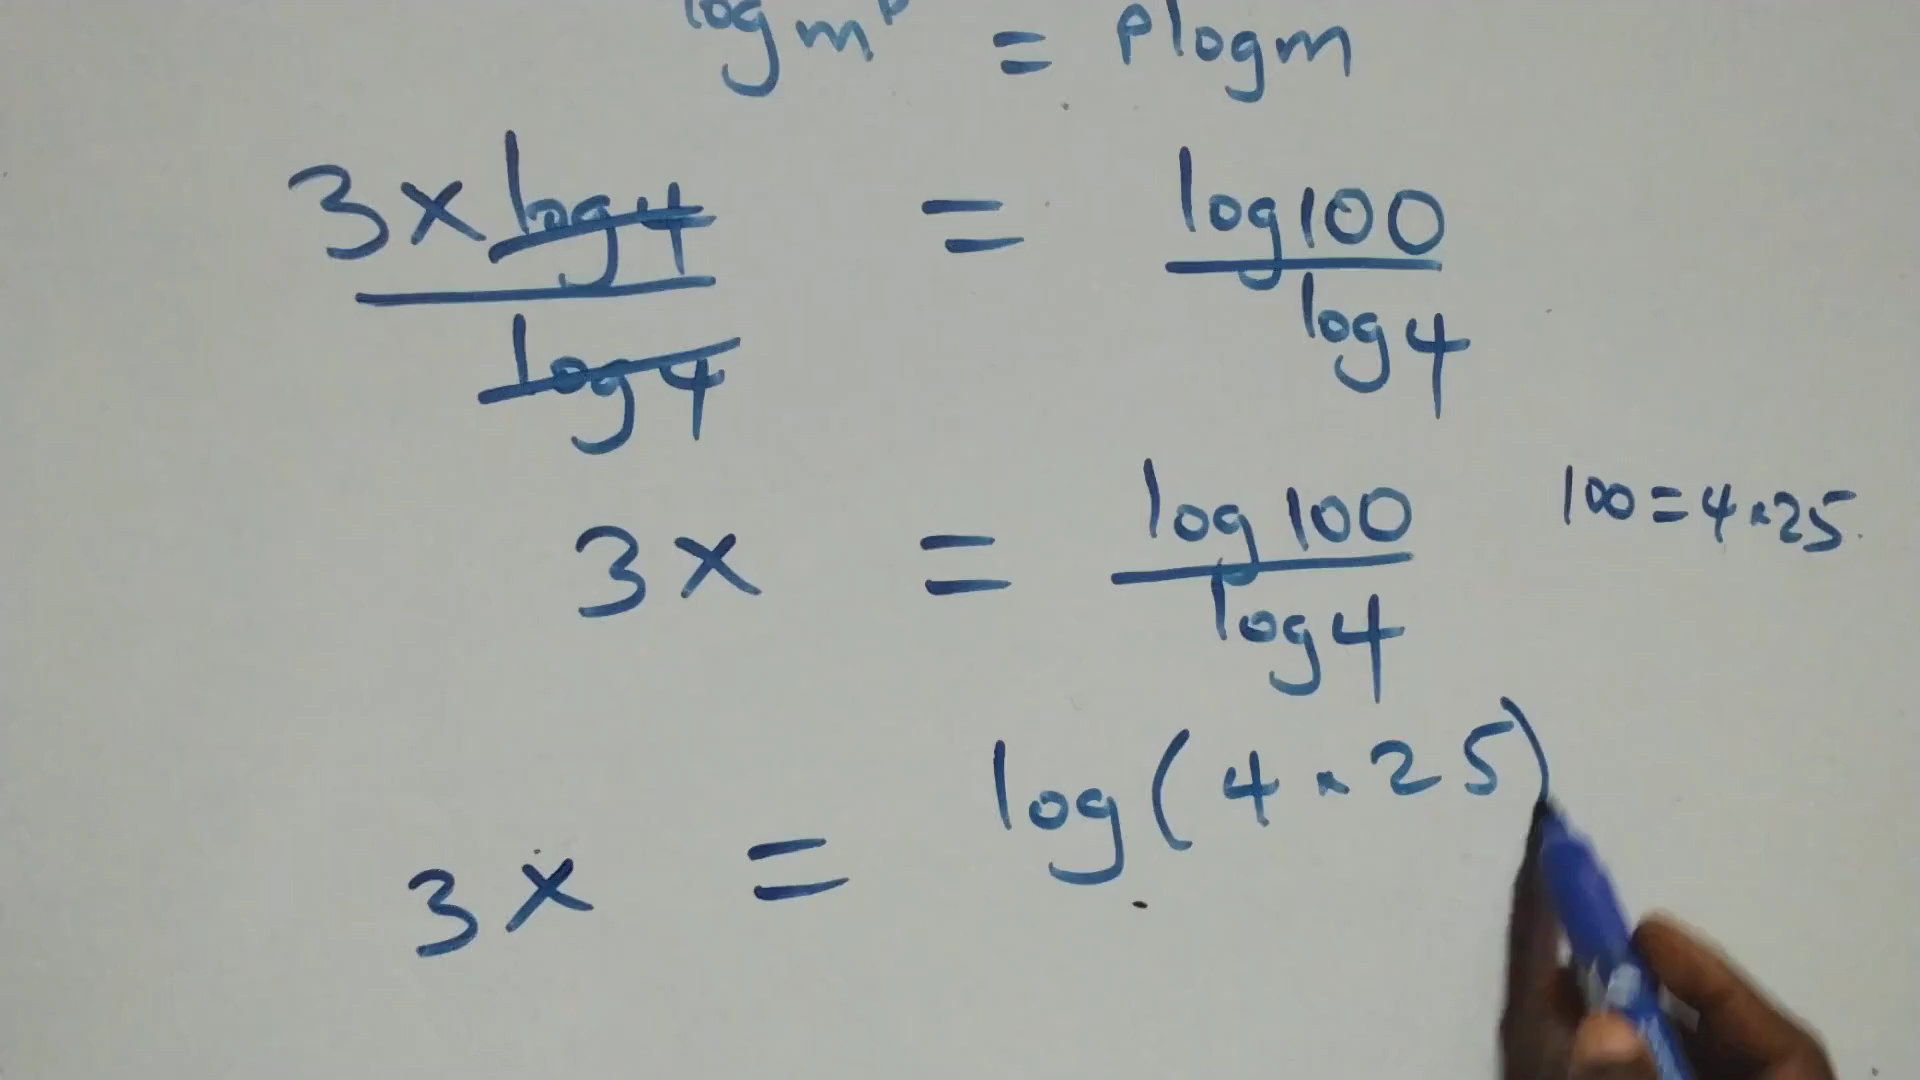 log m^p = P log m
3x log 4 = log 100
log 4 log 4
3x = log 100 / log 4
100 = 4 × 25
3x = log (4 × 25)